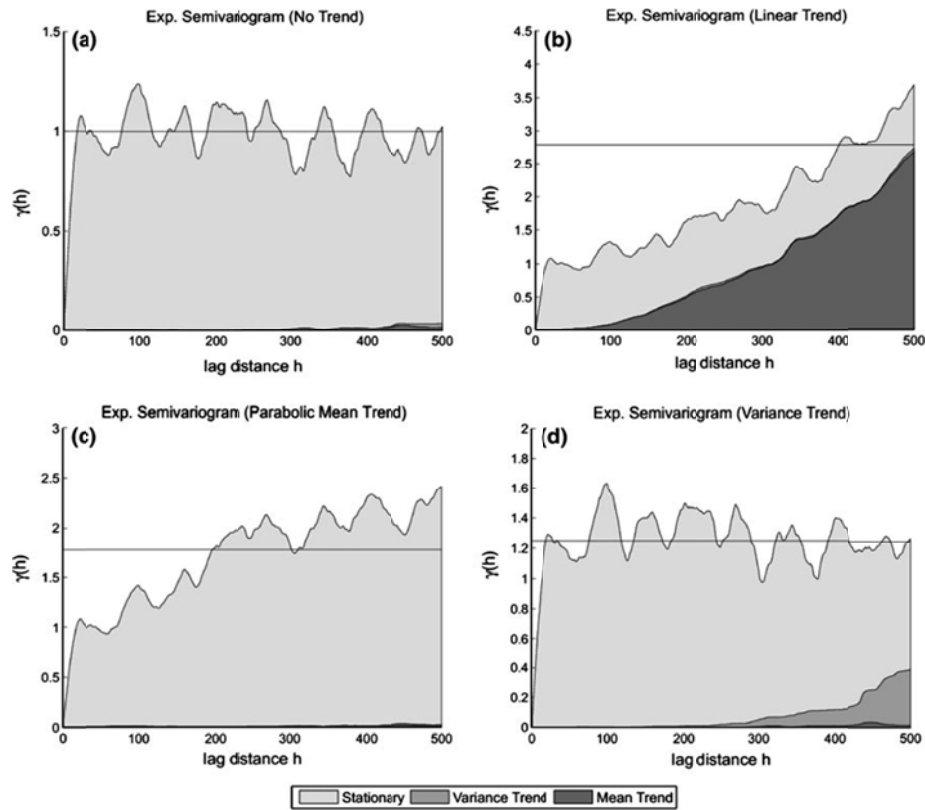 Exp. Semivariogram (No Trend)
(a)
1.5
1
0.5
0
γ(h)
0 100 200 300 400 500
lag distance h
Exp. Semivariogram (Linear Trend)
(b)
4.5
4
3.5
3
2.5
2
1.5
1
0.5
0
γ(h)
0 100 200 300 400 500
lag distance h
Exp. Semivariogram (Parabolic Mean Trend)
(c)
3
2.5
2
1.5
1
0.5
0
γ(h)
0 100 200 300 400 500
lag distance h
Exp. Semivariogram (Variance Trend)
(d)
2
1.8
1.6
1.4
1.2
1
0.8
0.6
0.4
0.2
0
γ(h)
0 100 200 300 400 500
lag distance h
Stationary Variance Trend Mean Trend